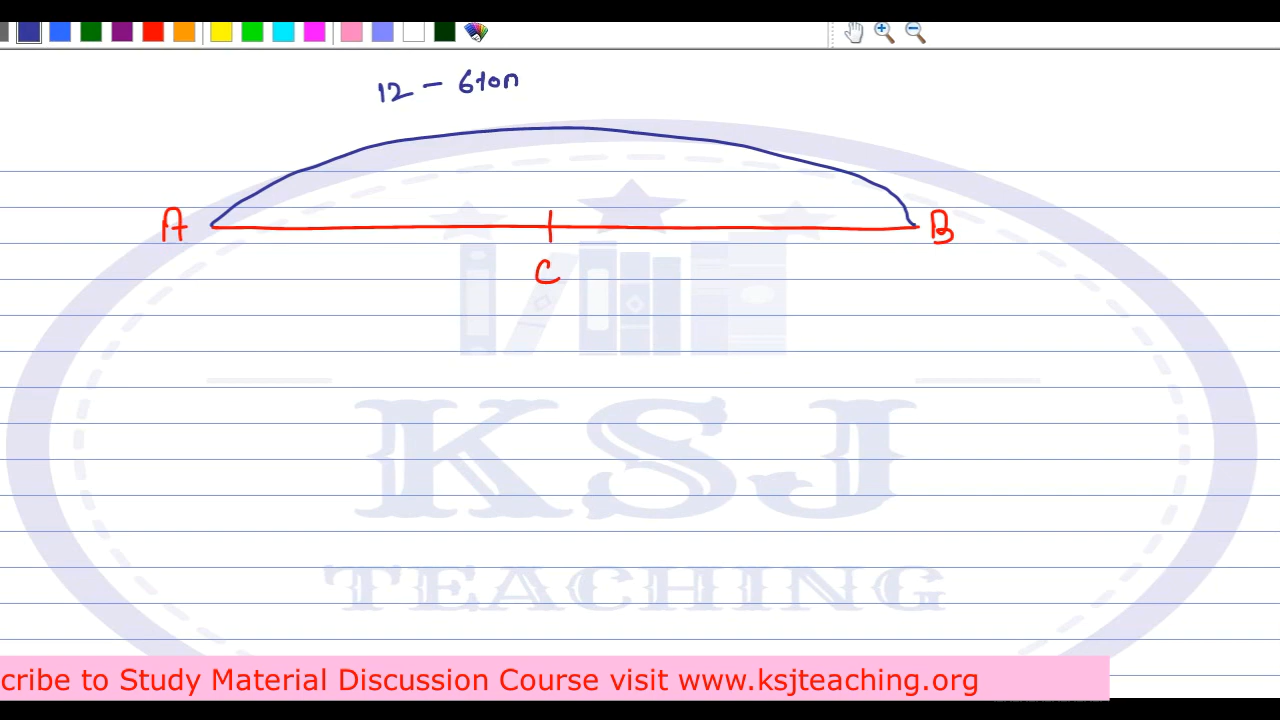 12 - 6ton
A
B
C
KSJ
TEACHING
cribe to Study Material Discussion Course visit www.ksjteaching.org